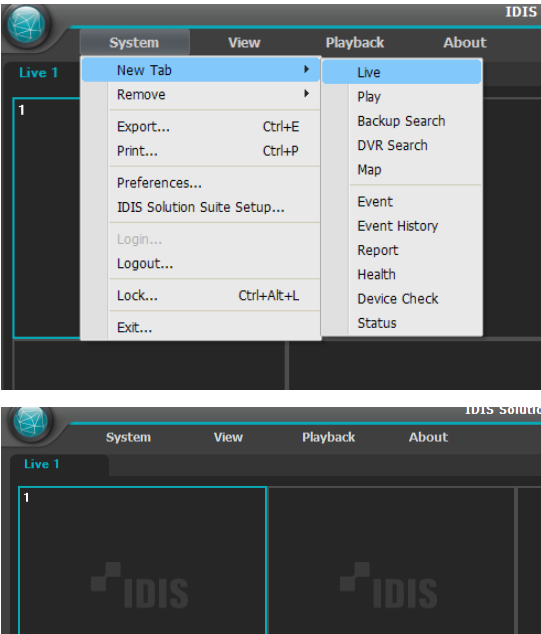 IDIS
System View Playback About
Live 1
New Tab
Remove
Export... Ctrl+E
Print... Ctrl+P
Preferences...
IDIS Solution Suite Setup...
Login...
Logout...
Lock... Ctrl+Alt+L
Exit...
Live
Play
Backup Search
DVR Search
Map
Event
Event History
Report
Health
Device Check
Status
1
IDIS Solutio
System View Playback About
Live 1
1
IDIS IDIS